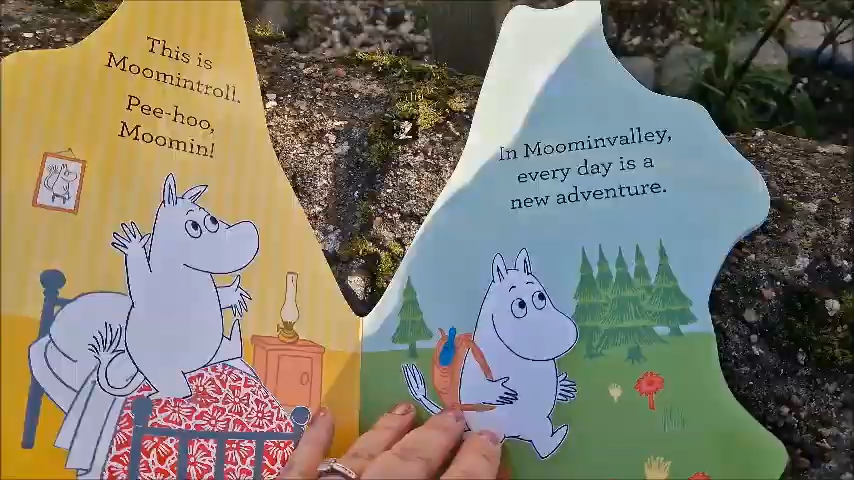 This is
Moomintroll.
Pee-hoo,
Moomin!
In Moominvalley,
every day is a
new adventure.